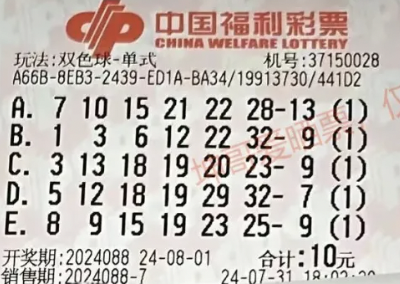 中国福利彩票
CHINA WELFARE LOTTERY
玩法:双色球-单式 机号:37150028
A66B-8EB3-2439-ED1A-BA34/19913730/441D2
A. 7 10 15 21 22 28-13 (1)
B. 1 3 6 12 22 32- 9 (1)
C. 3 13 18 19 20 23- 9 (1)
D. 5 12 18 19 29 32- 7 (1)
E. 8 9 15 19 23 25- 9 (1)
开奖期:2024088 24-08-01 合计:10元
销售期:2024088-7 24-07-31